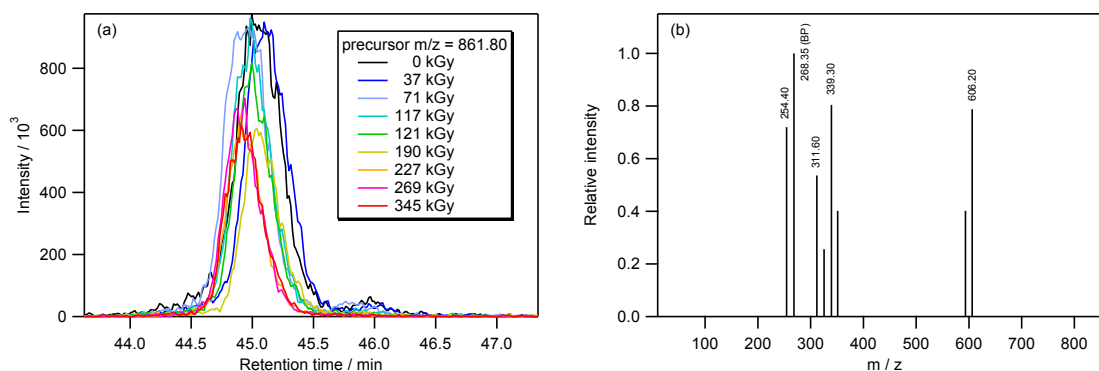 (a)
precursor m/z = 861.80
0 kGy
37 kGy
71 kGy
117 kGy
121 kGy
190 kGy
227 kGy
269 kGy
345 kGy
800
600
400
200
0
Intensity / 10³
44.0 44.5 45.0 45.5 46.0 46.5 47.0
Retention time / min
(b)
254.40
268.35 (BP)
311.60
339.30
606.20
1.0
0.8
0.6
0.4
0.2
0.0
Relative intensity
100 200 300 400 500 600 700 800
m / z